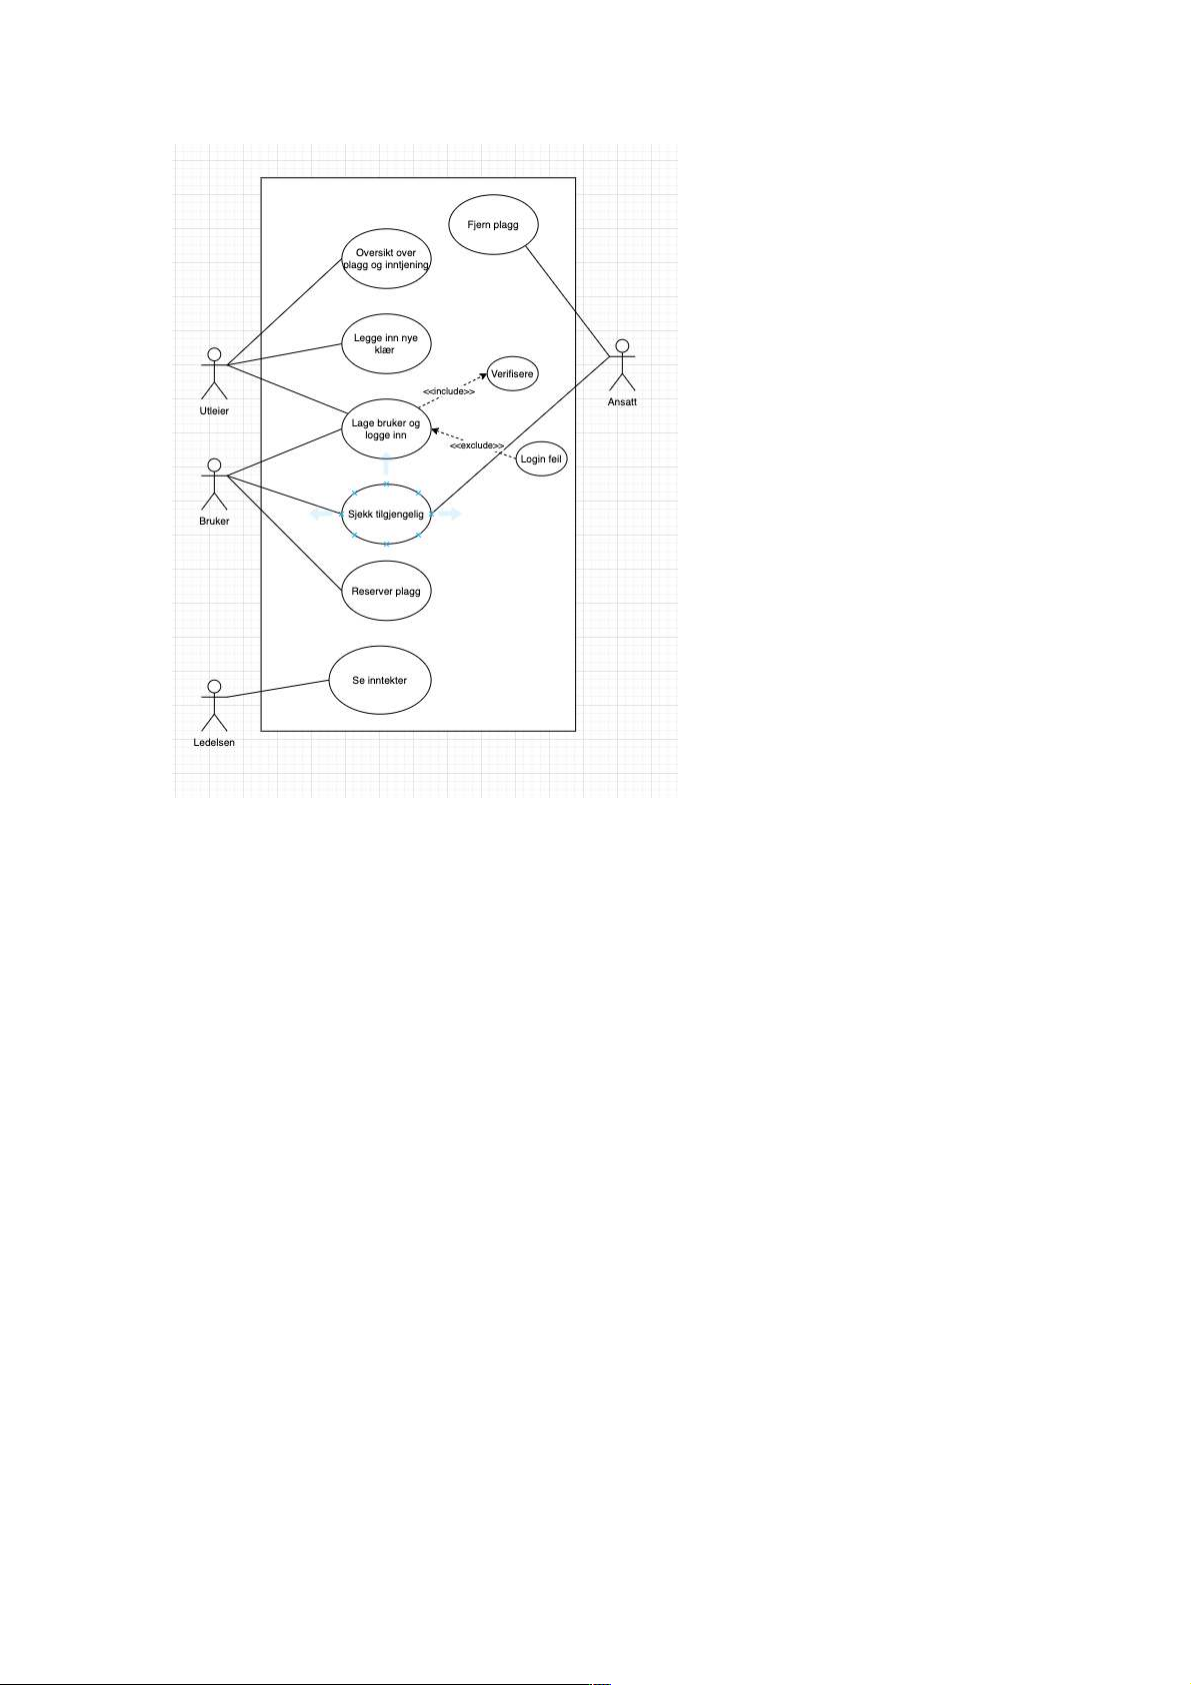 Fjern plagg
Oversikt over
plagg og inntjening
Legge inn nye
klær
Verifisere
<<include>>
Ansatt
Utleier
Lage bruker og
logge inn
<<exclude>>
Login feil
Bruker
Sjekk tilgjengelig
Reserver plagg
Se inntekter
Ledelsen